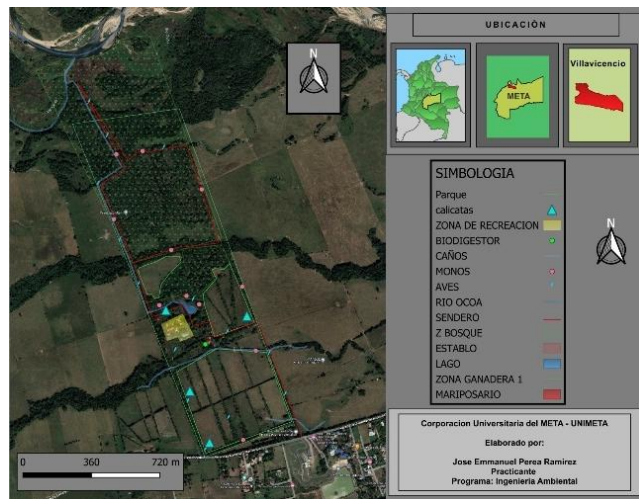 N
UBICACIÓN
META
Villavicencio
SIMBOLOGIA
Parque
calicatas
ZONA DE RECREACION
BIODIGESTOR
CAÑOS
MONOS
AVES
RIO OCOA
SENDERO
Z BOSQUE
ESTABLO
LAGO
ZONA GANADERA 1
MARIPOSARIO
N
Corporacion Universitaria del META - UNIMETA
Elaborado por:
Jose Emmanuel Perea Ramirez
Practicante
Programa: Ingenieria Ambiental
0 360 720 m